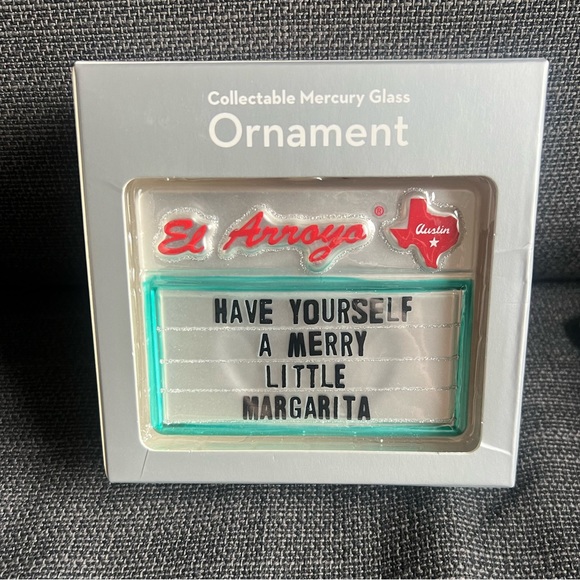 Collectable Mercury Glass
Ornament
El Arroyo®
Austin
HAVE YOURSELF
A MERRY
LITTLE
MARGARITA